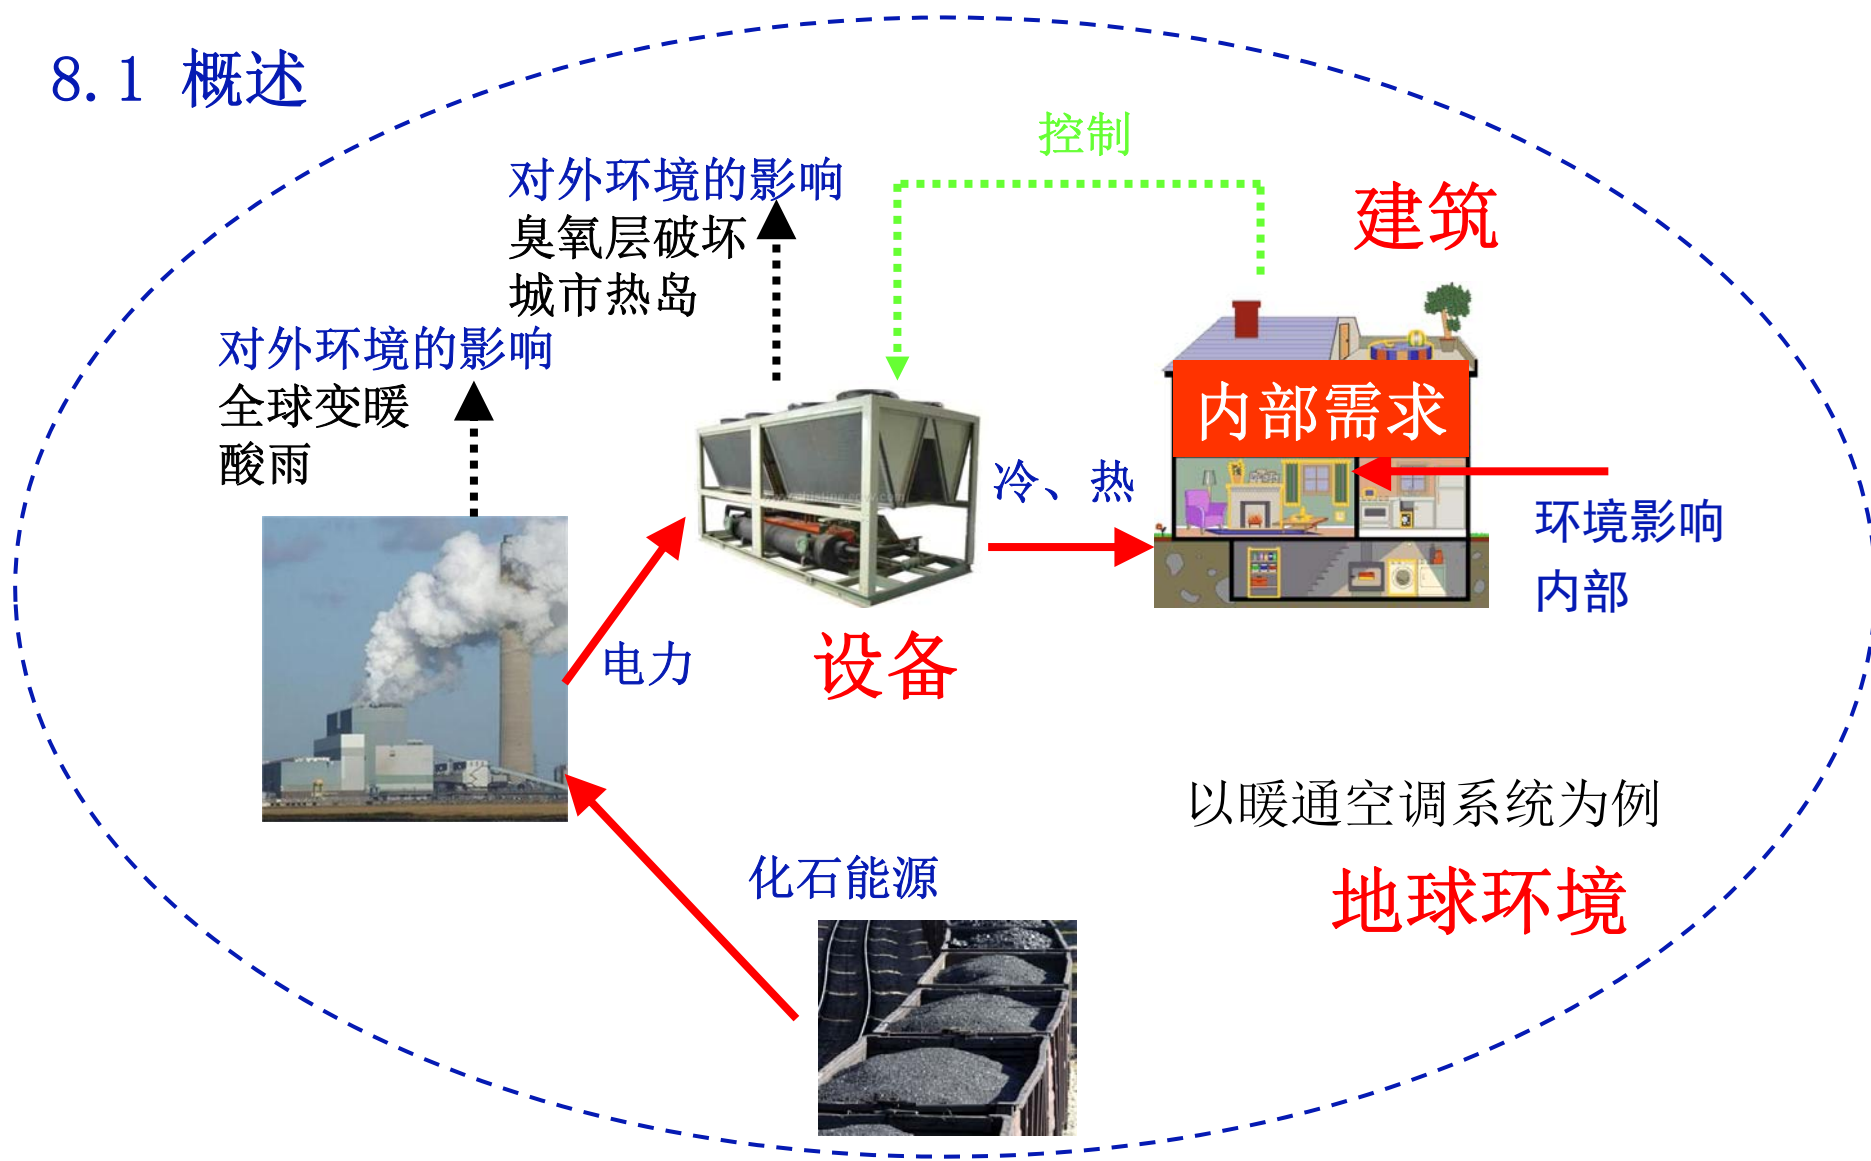 8.1 概述
控制
对外环境的影响
臭氧层破坏
城市热岛
建筑
对外环境的影响
全球变暖
酸雨
内部需求
冷、热
环境影响
内部
电力
设备
以暖通空调系统为例
化石能源
地球环境